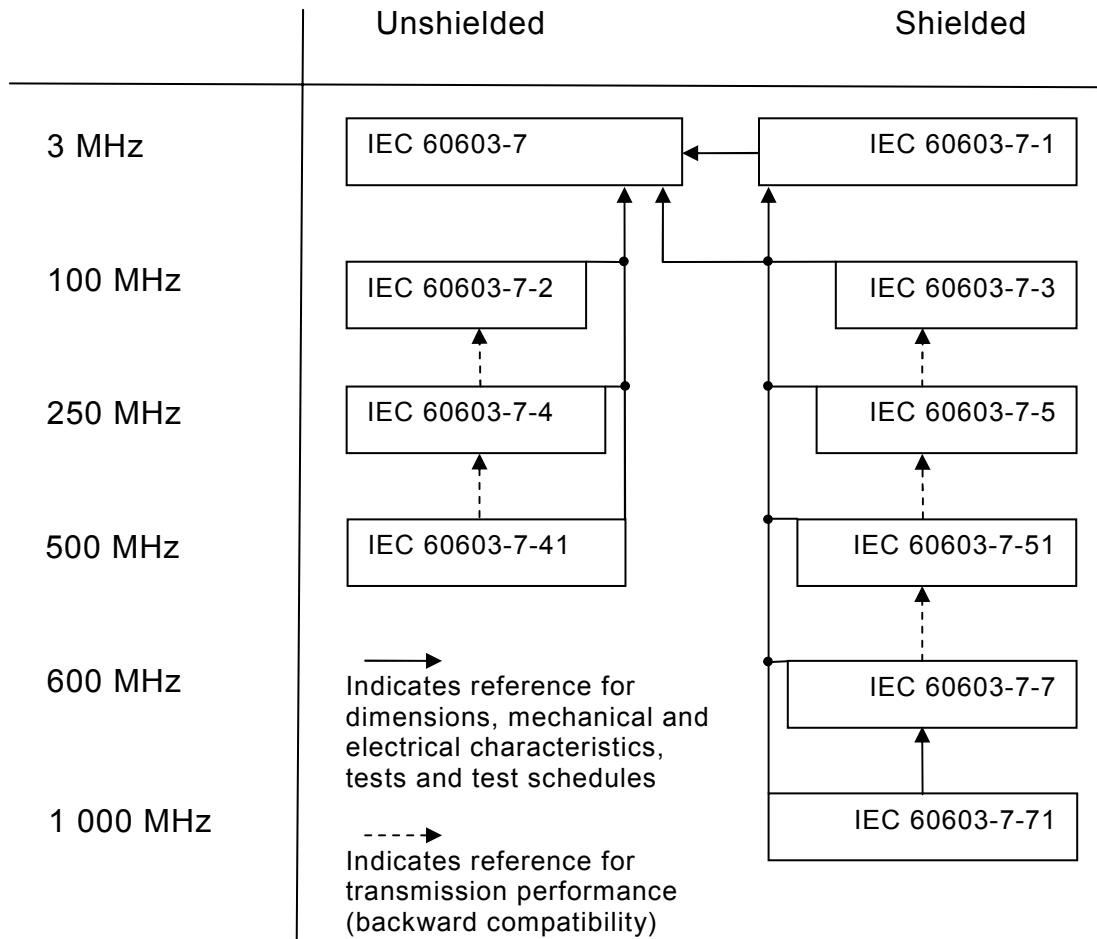 Unshielded
Shielded
3 MHz
IEC 60603-7
IEC 60603-7-1
100 MHz
IEC 60603-7-2
IEC 60603-7-3
250 MHz
IEC 60603-7-4
IEC 60603-7-5
500 MHz
IEC 60603-7-41
IEC 60603-7-51
600 MHz
IEC 60603-7-7
Indicates reference for
dimensions, mechanical and
electrical characteristics,
tests and test schedules
1 000 MHz
IEC 60603-7-71
Indicates reference for
transmission performance
(backward compatibility)